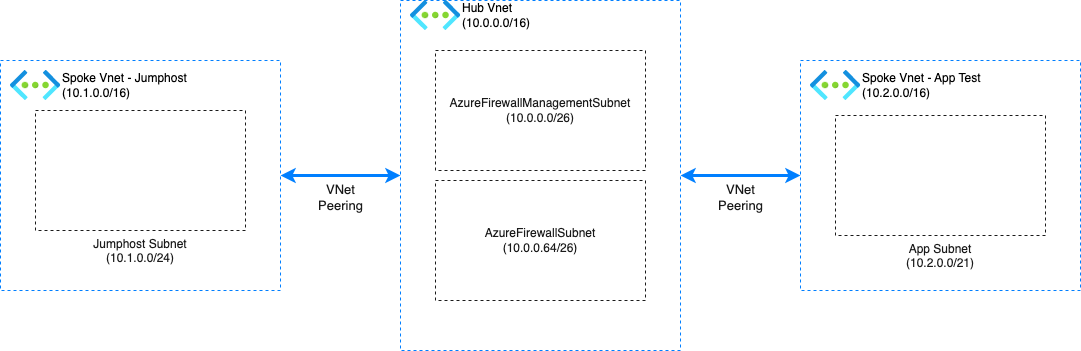 Spoke Vnet - Jumphost
(10.1.0.0/16)
Jumphost Subnet
(10.1.0.0/24)
VNet
Peering
Hub Vnet
(10.0.0.0/16)
AzureFirewallManagementSubnet
(10.0.0.0/26)
AzureFirewallSubnet
(10.0.0.64/26)
VNet
Peering
Spoke Vnet - App Test
(10.2.0.0/16)
App Subnet
(10.2.0.0/21)